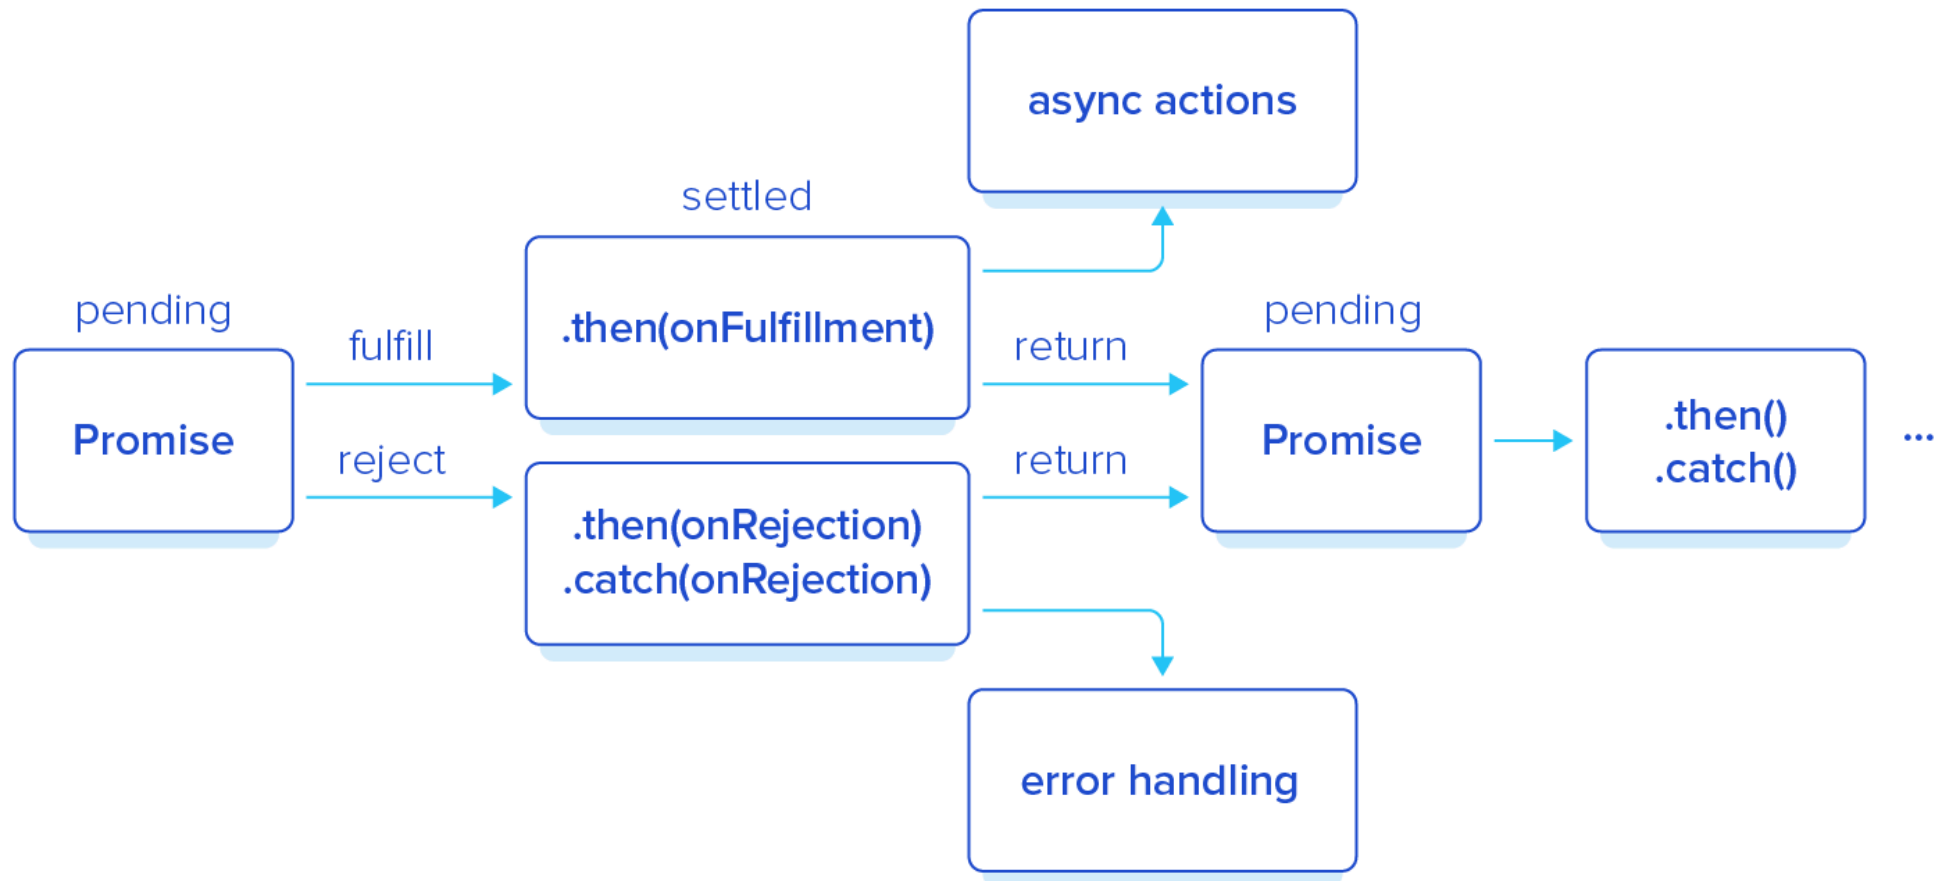 async actions
settled
.then(onFulfillment)
pending
Promise
fulfill
reject
.then(onRejection)
.catch(onRejection)
return
return
pending
Promise
.then()
.catch()
...
error handling